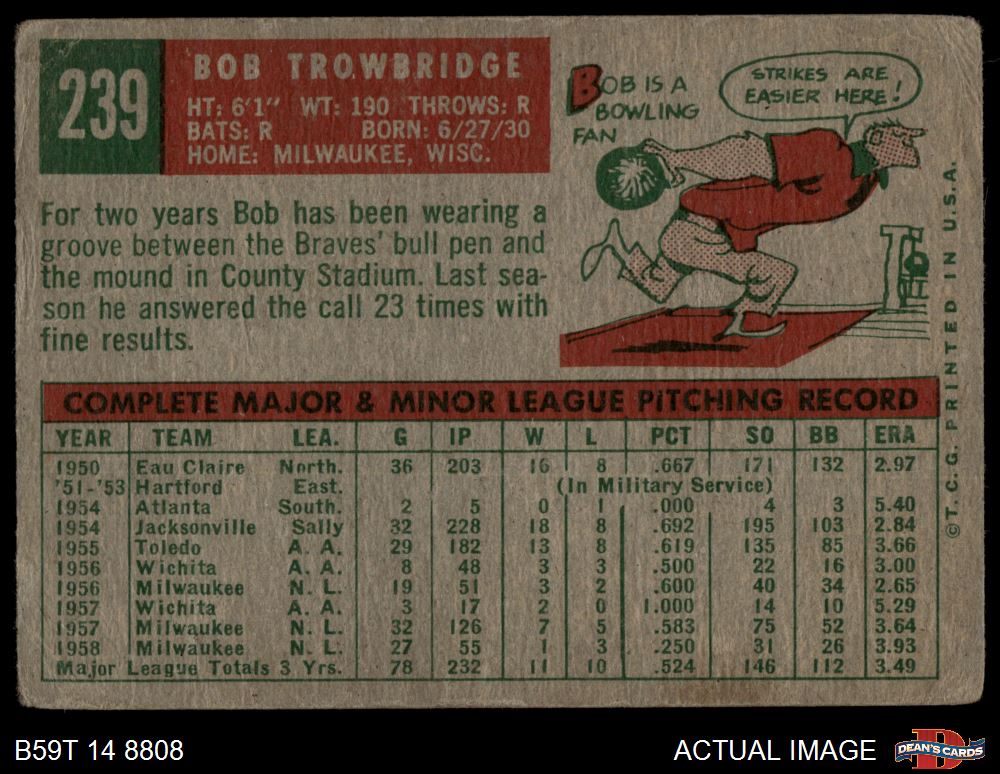 239
BOB TROWBRIDGE
HT: 6'1" WT: 190 THROWS: R
BATS: R BORN: 6/27/30
HOME: MILWAUKEE, WISC.
For two years Bob has been wearing a
groove between the Braves' bull pen and
the mound in County Stadium. Last sea-
son he answered the call 23 times with
fine results.
BOB IS A
BOWLING
FAN
STRIKES ARE
EASIER HERE!
COMPLETE MAJOR & MINOR LEAGUE PITCHING RECORD
YEAR TEAM LEA. G IP W L PCT SO BB ERA
1950 Eau Claire North. 36 203 16 8 .667 171 132 2.97
'51-'53 Hartford East. (In Military Service)
1954 Atlanta South. 2 5 0 1 .000 4 3 5.40
1954 Jacksonville Sally 32 228 18 8 .692 195 103 2.84
1955 Toledo A. A. 29 182 13 8 .619 135 85 3.66
1956 Wichita A. A. 8 48 3 3 .500 22 16 3.00
1956 Milwaukee N. L. 19 51 3 2 .600 40 34 2.65
1957 Wichita A. A. 3 17 2 0 1.000 14 10 5.29
1957 Milwaukee N. L. 32 126 7 5 .583 75 52 3.64
1958 Milwaukee N. L. 27 55 1 3 .250 31 26 3.93
Major League Totals 3 Yrs. 78 232 11 10 .524 146 112 3.49
©T.C.G. PRINTED IN U.S.A.
B59T 14 8808
ACTUAL IMAGE
D
DEAN'S CARDS